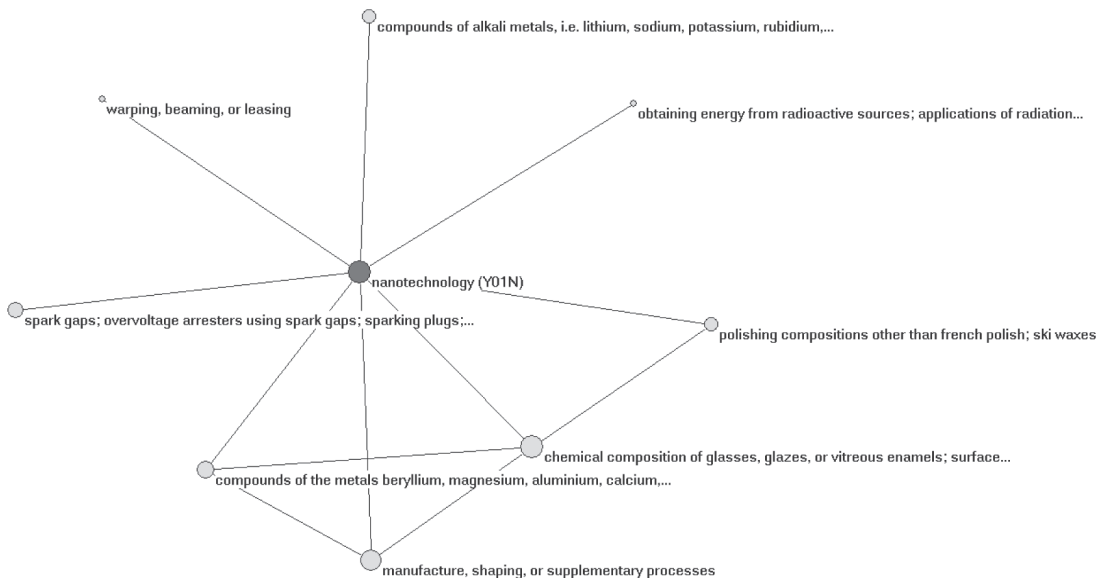 compounds of alkali metals, i.e. lithium, sodium, potassium, rubidium,...
warping, beaming, or leasing
obtaining energy from radioactive sources; applications of radiation...
nanotechnology (Y01N)
spark gaps; overvoltage arresters using spark gaps; sparking plugs;...
polishing compositions other than french polish; ski waxes
chemical composition of glasses, glazes, or vitreous enamels; surface...
compounds of the metals beryllium, magnesium, aluminium, calcium,...
manufacture, shaping, or supplementary processes